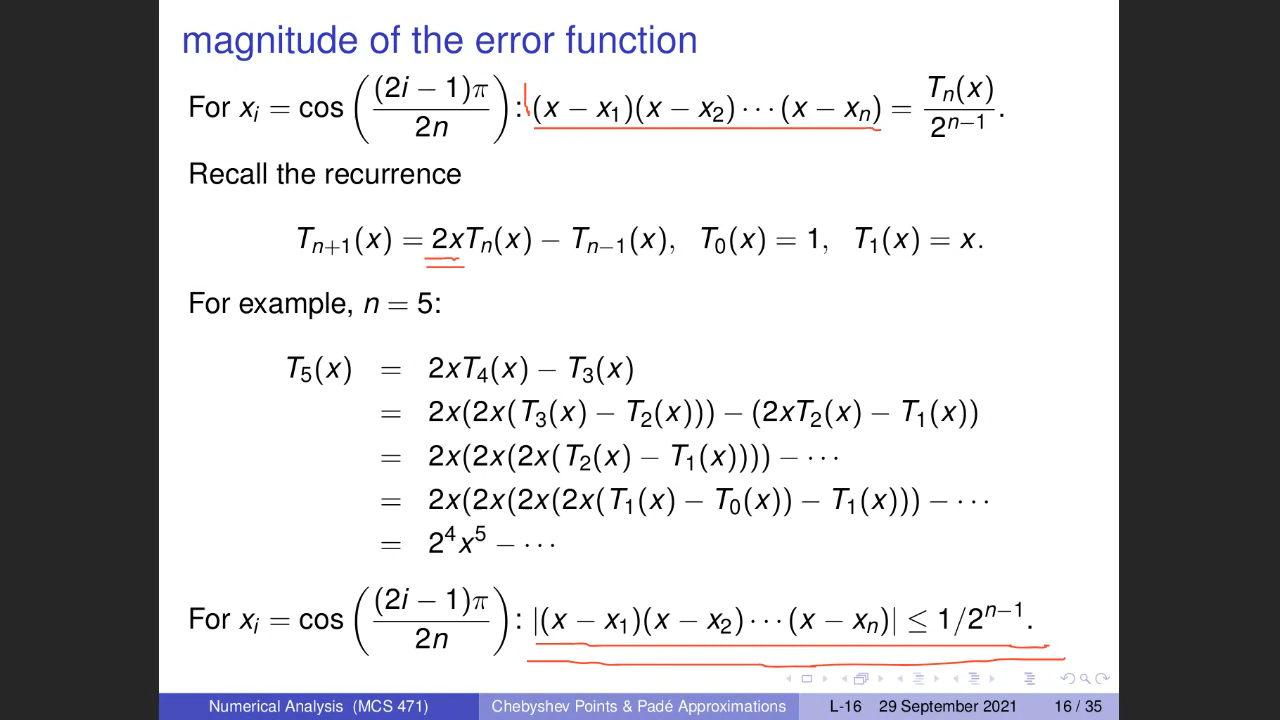 magnitude of the error function
For xᵢ = cos((2i − 1)π / 2n): (x − x₁)(x − x₂)···(x − xₙ) = Tₙ(x) / 2ⁿ⁻¹.
Recall the recurrence
Tₙ₊₁(x) = 2xTₙ(x) − Tₙ₋₁(x), T₀(x) = 1, T₁(x) = x.
For example, n = 5:
T₅(x) = 2xT₄(x) − T₃(x)
= 2x(2x(T₃(x) − T₂(x))) − (2xT₂(x) − T₁(x))
= 2x(2x(2x(T₂(x) − T₁(x)))) − ···
= 2x(2x(2x(2x(T₁(x) − T₀(x)) − T₁(x))) − ···
= 2⁴x⁵ − ···
For xᵢ = cos((2i − 1)π / 2n): |(x − x₁)(x − x₂)···(x − xₙ)| ≤ 1/2ⁿ⁻¹.
Numerical Analysis (MCS 471) Chebyshev Points & Padé Approximations L-16 29 September 2021 16 / 35